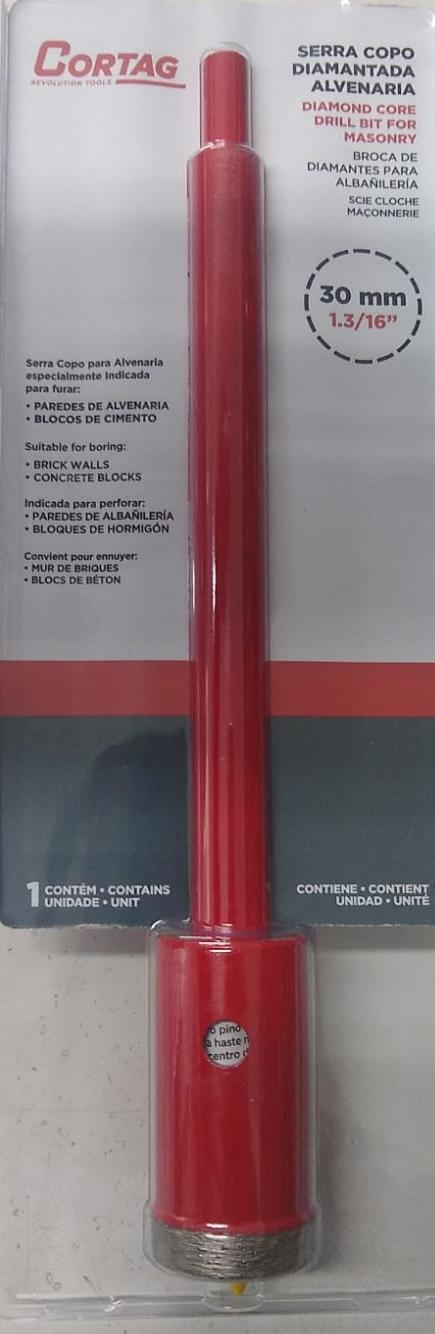 CORTAG
REVOLUTION TOOLS
SERRA COPO
DIAMANTADA
ALVENARIA
DIAMOND CORE
DRILL BIT FOR
MASONRY
BROCA DE
DIAMANTES PARA
ALBAÑILERÍA
SCIE CLOCHE
MAÇONNERIE
30 mm
1.3/16”
Serra Copo para Alvenaria
especialmente Indicada
para furar:
• PAREDES DE ALVENARIA
• BLOCOS DE CIMENTO
Suitable for boring:
• BRICK WALLS
• CONCRETE BLOCKS
Indicada para perforar:
• PAREDES DE ALBAÑILERÍA
• BLOQUES DE HORMIGÓN
Convient pour ennuyer:
• MUR DE BRIQUES
• BLOCS DE BÉTON
1 CONTÉM • CONTAINS
UNIDADE • UNIT
CONTIENE • CONTIENT
UNIDAD • UNITÉ
o pino
a haste
centro